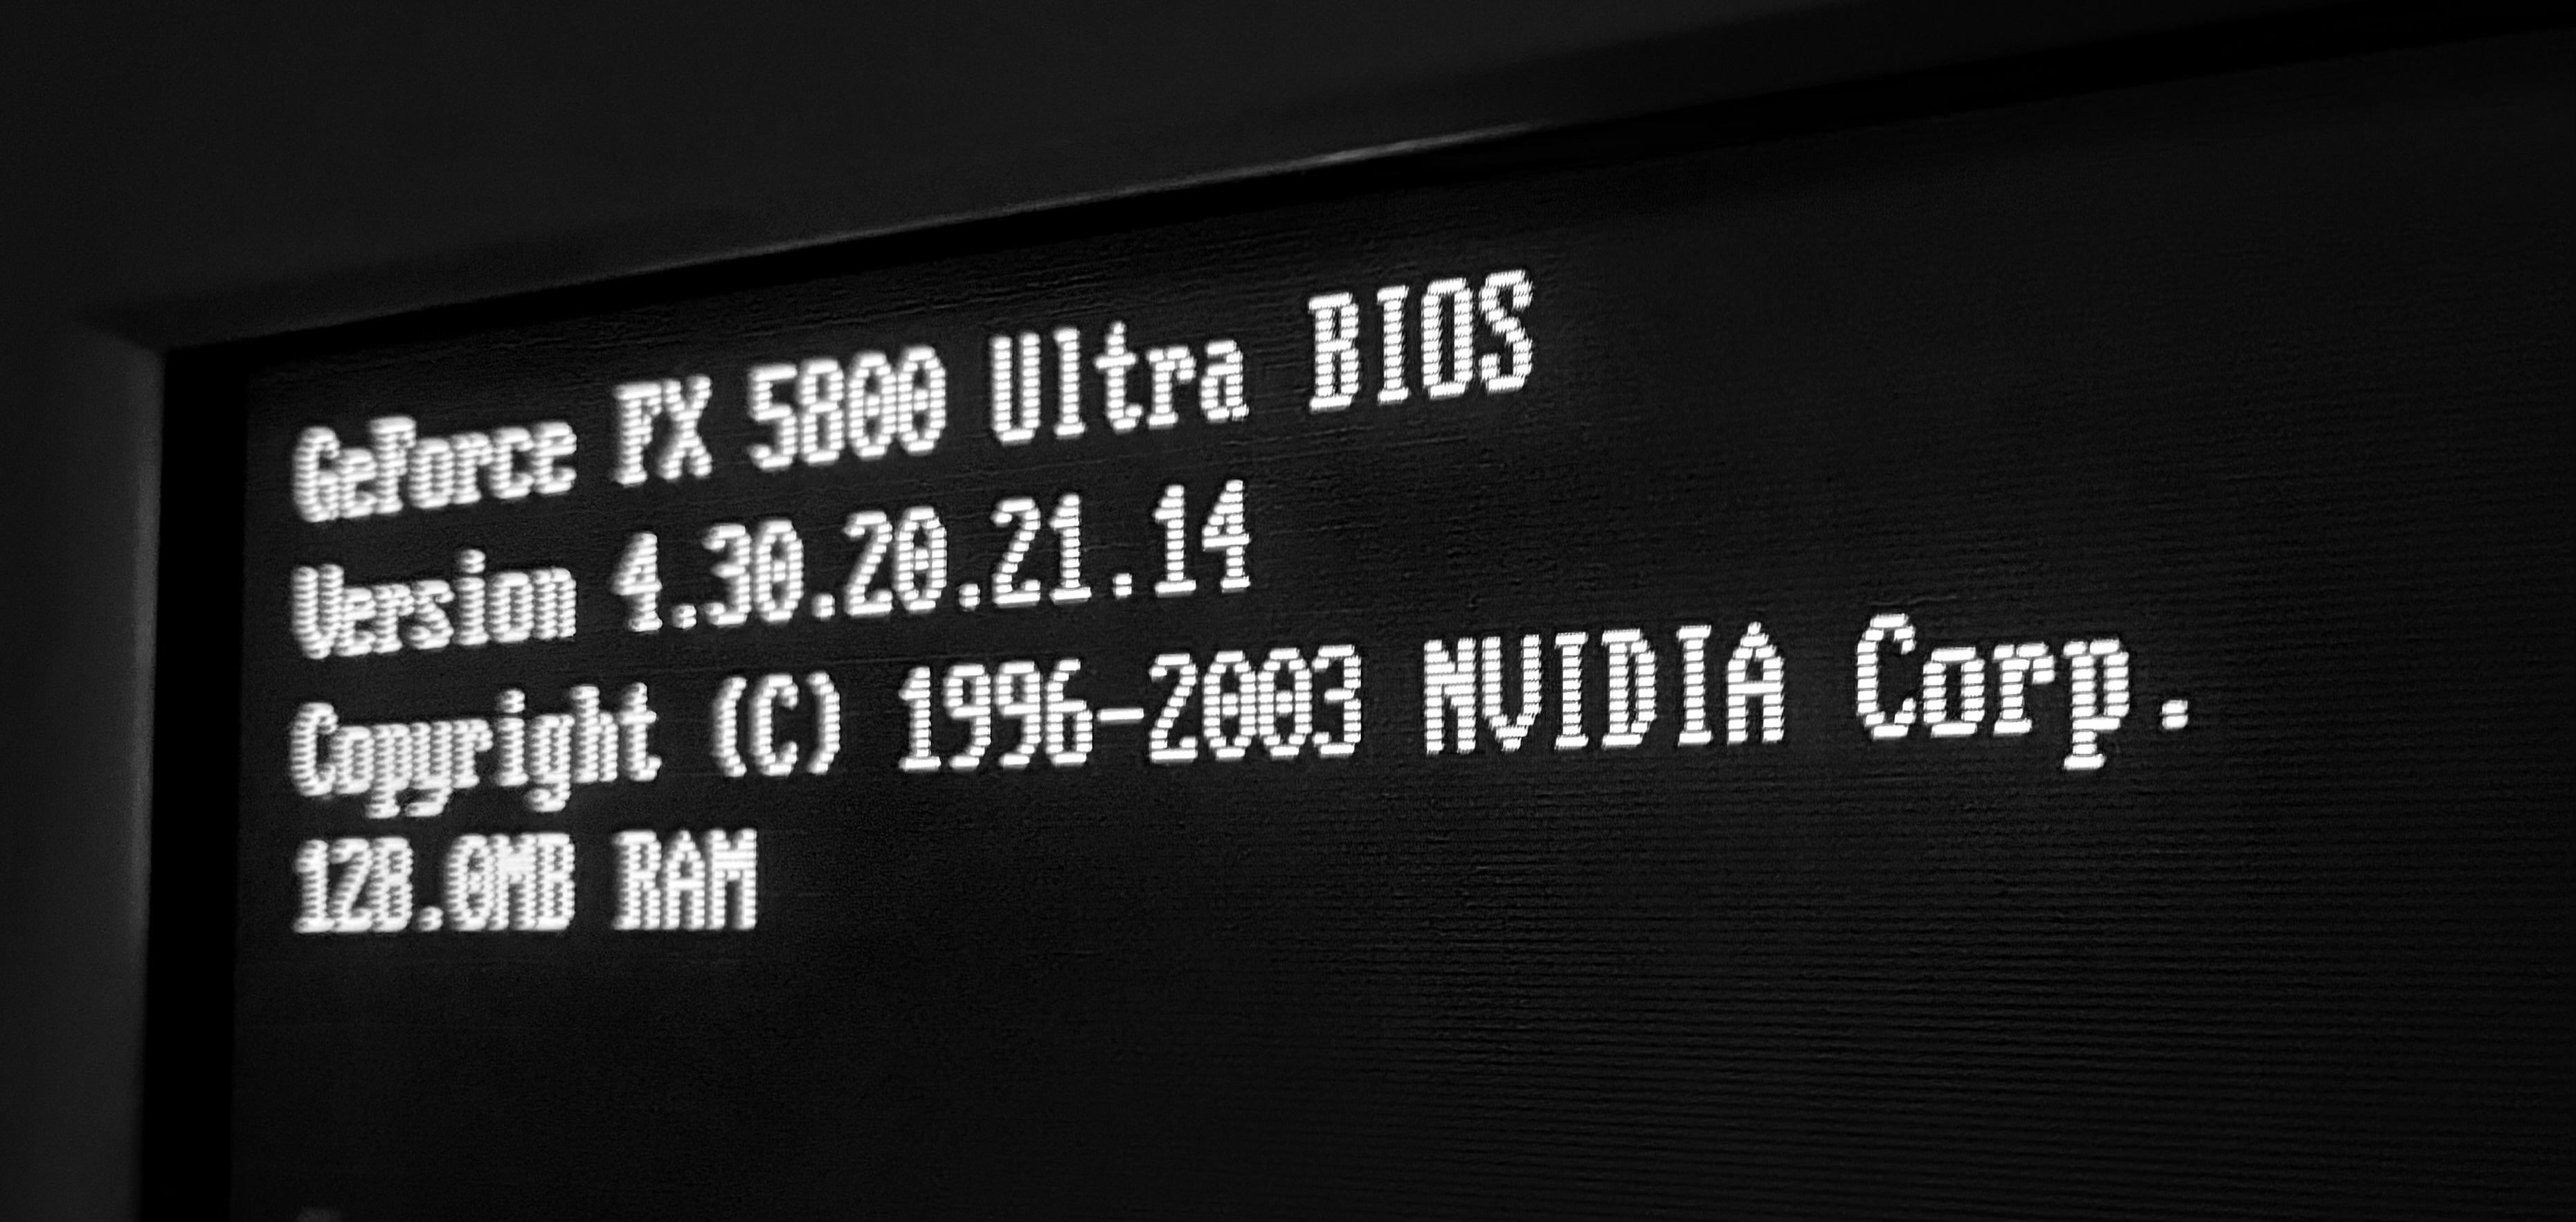 GeForce FX 5800 Ultra BIOS
Version 4.30.20.21.14
Copyright (C) 1996-2003 NVIDIA Corp.
128.0MB RAM